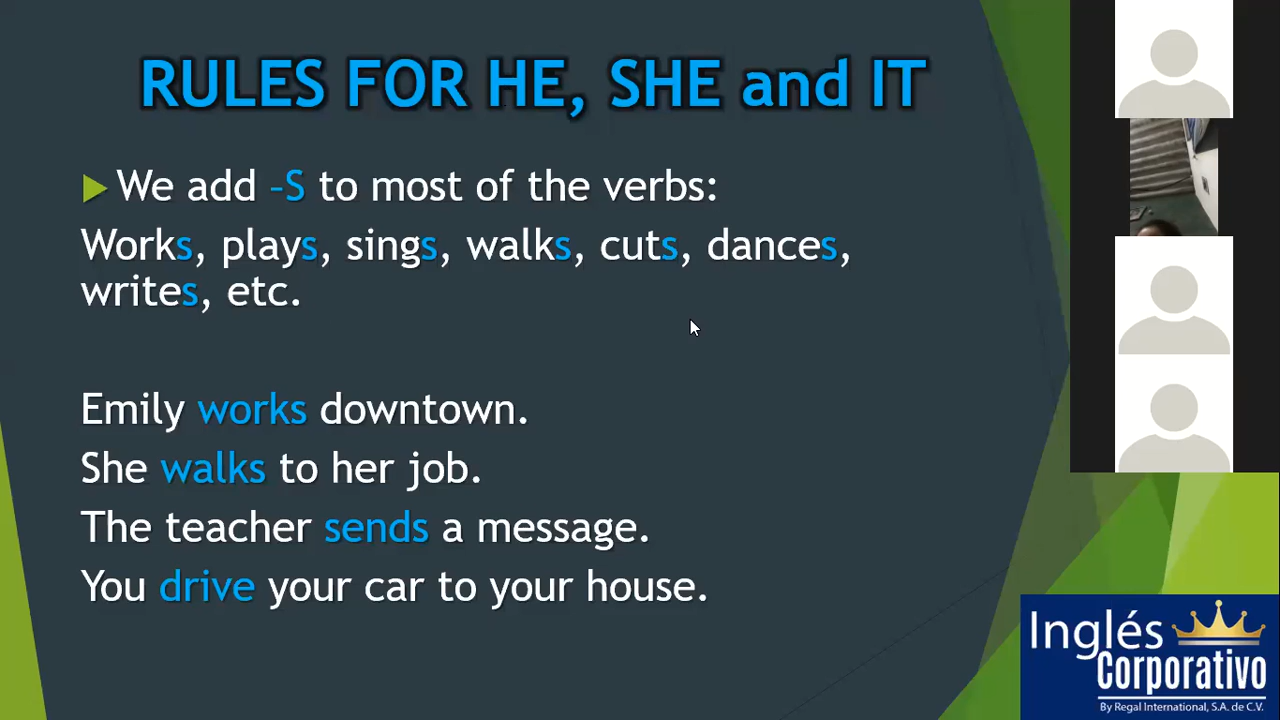 RULES FOR HE, SHE and IT
We add –S to most of the verbs:
Works, plays, sings, walks, cuts, dances,
writes, etc.
Emily works downtown.
She walks to her job.
The teacher sends a message.
You drive your car to your house.
Inglés
Corporativo
By Regal International, S.A. de C.V.